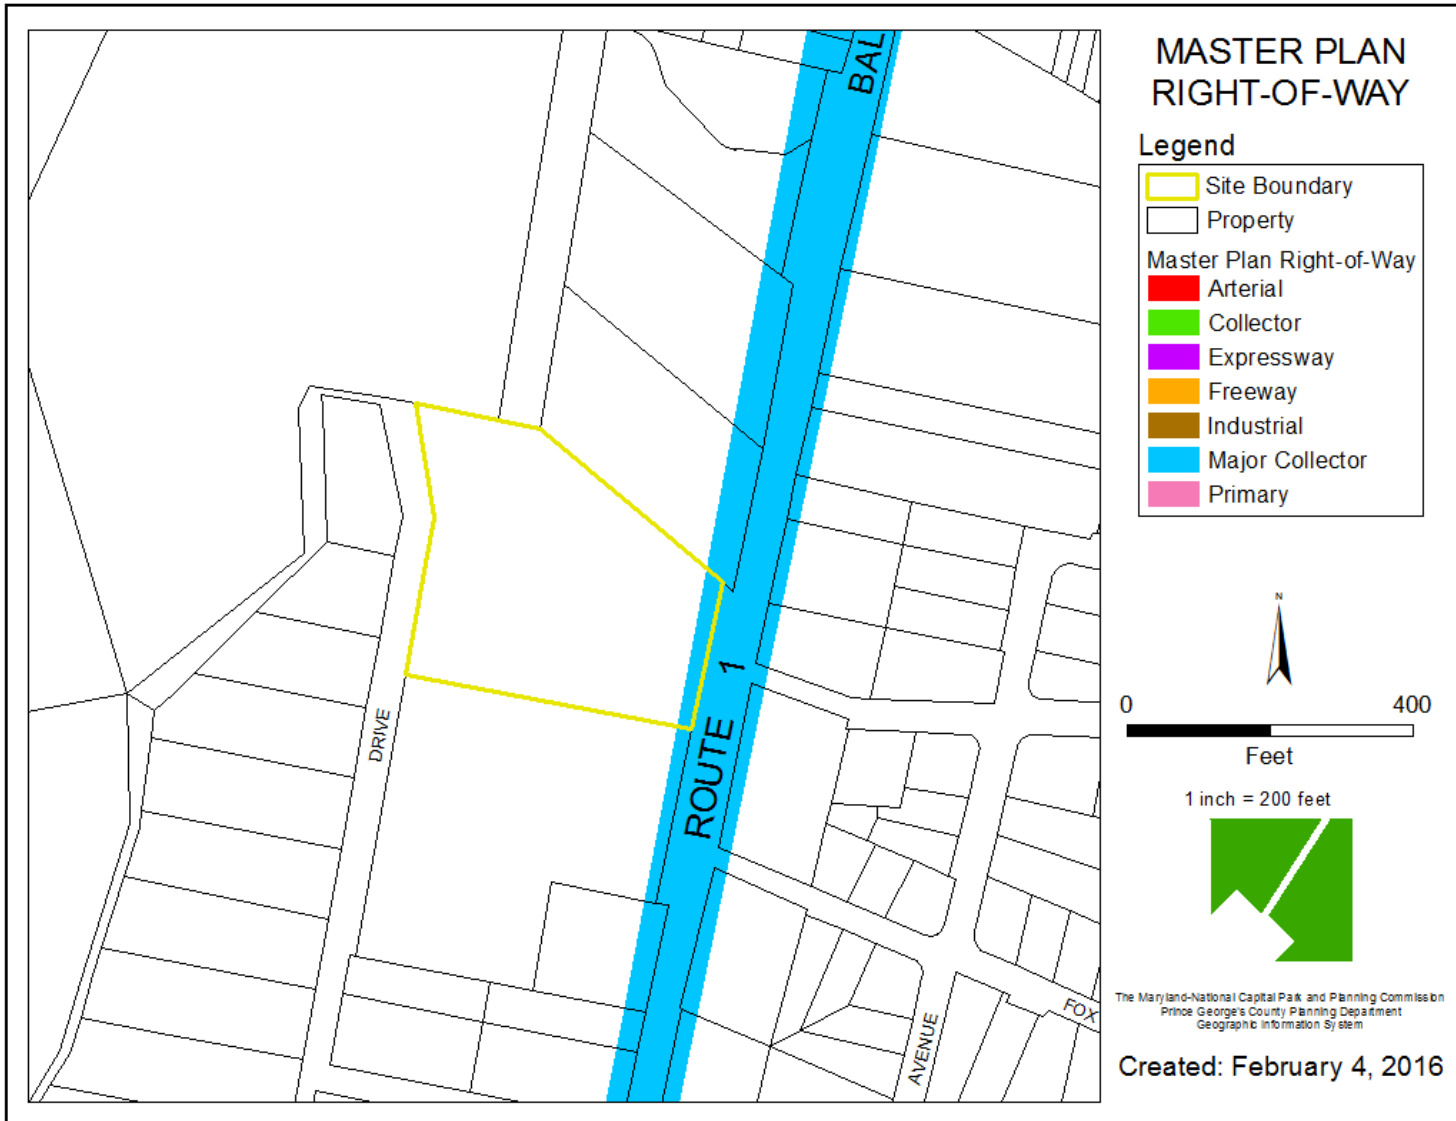 BAL
ROUTE 1
DRIVE
AVENUE
FOX
MASTER PLAN
RIGHT-OF-WAY
Legend
Site Boundary
Property
Master Plan Right-of-Way
Arterial
Collector
Expressway
Freeway
Industrial
Major Collector
Primary
N
0 400
Feet
1 inch = 200 feet
The Maryland-National Capital Park and Planning Commission
Prince George's County Planning Department
Geographic Information System
Created: February 4, 2016